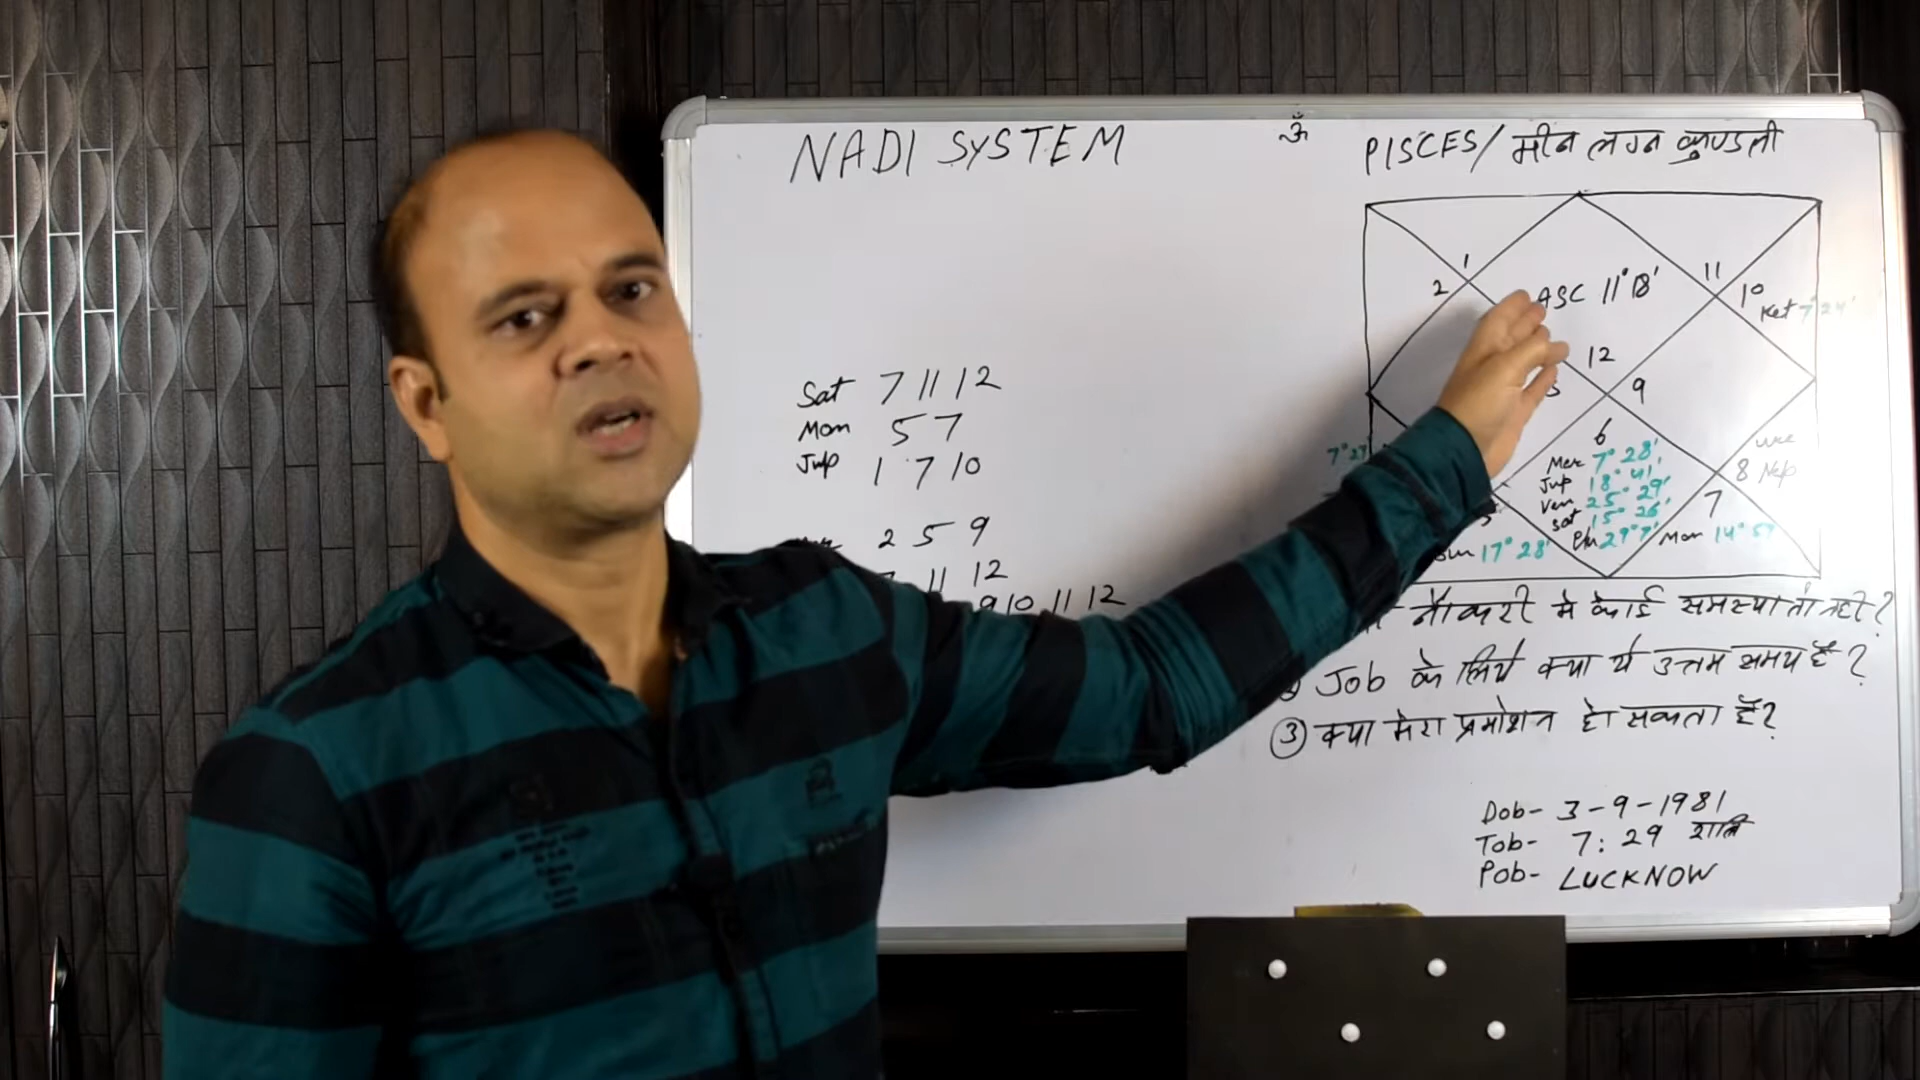 NADI SYSTEM
ॐ
PISCES/ मीन लग्न कुण्डली
Sat 7 11 12
Mon 5 7
Jup 1 7 10
2 5 9
11 12
9 10 11 12
1
2
ASC 11° 18'
12
11
10
Ket 7° 24'
9
6
Mer 7° 28'
Jup 18° 41'
Ven 25° 29'
Sat 15° 26'
Plu 29° 7'
8 Nep
7
Mon 14°
5
Sun 17° 28'
नौकरी में कोई समस्या तो नहीं?
Job के लिये क्या ये उत्तम समय है?
③ क्या मेरा प्रमोशन हो सकता है?
Dob- 3-9-1981
Tob- 7:29 रात्रि
Pob- LUCKNOW